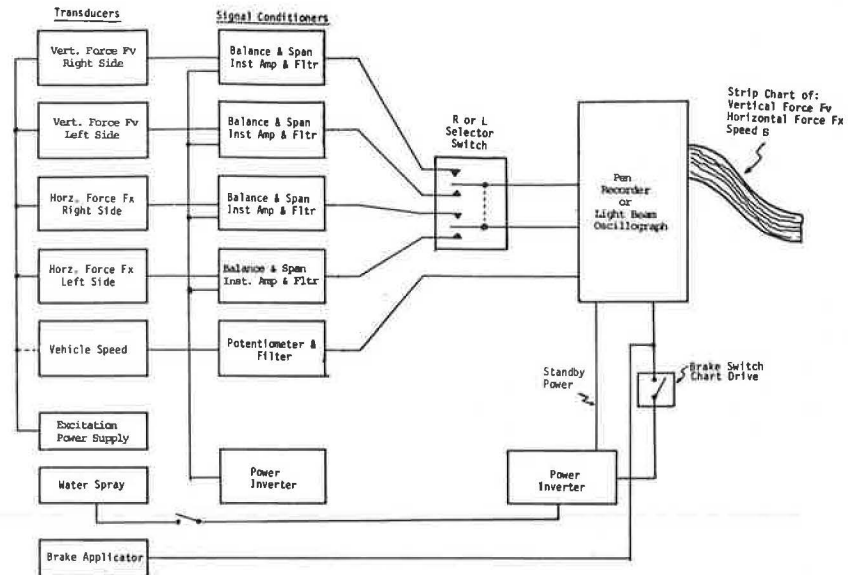 Transducers
Signal Conditioners
Vert. Force Fv
Right Side
Balance & Span
Inst Amp & Fltr
Vert. Force Fv
Left Side
Balance & Span
Inst Amp & Fltr
Horz. Force Fx
Right Side
Balance & Span
Inst Amp & Fltr
Horz. Force Fx
Left Side
Balance & Span
Inst. Amp & Fltr
Vehicle Speed
Potentiometer &
Filter
Excitation
Power Supply
Water Spray
Power
Inverter
Brake Applicator
R or L
Selector
Switch
Pen
Recorder
or
Light Beam
Oscillograph
Strip Chart of:
Vertical Force Fv
Horizontal Force Fx
Speed S
Standby
Power
Brake Switch
Chart Drive
Power
Inverter